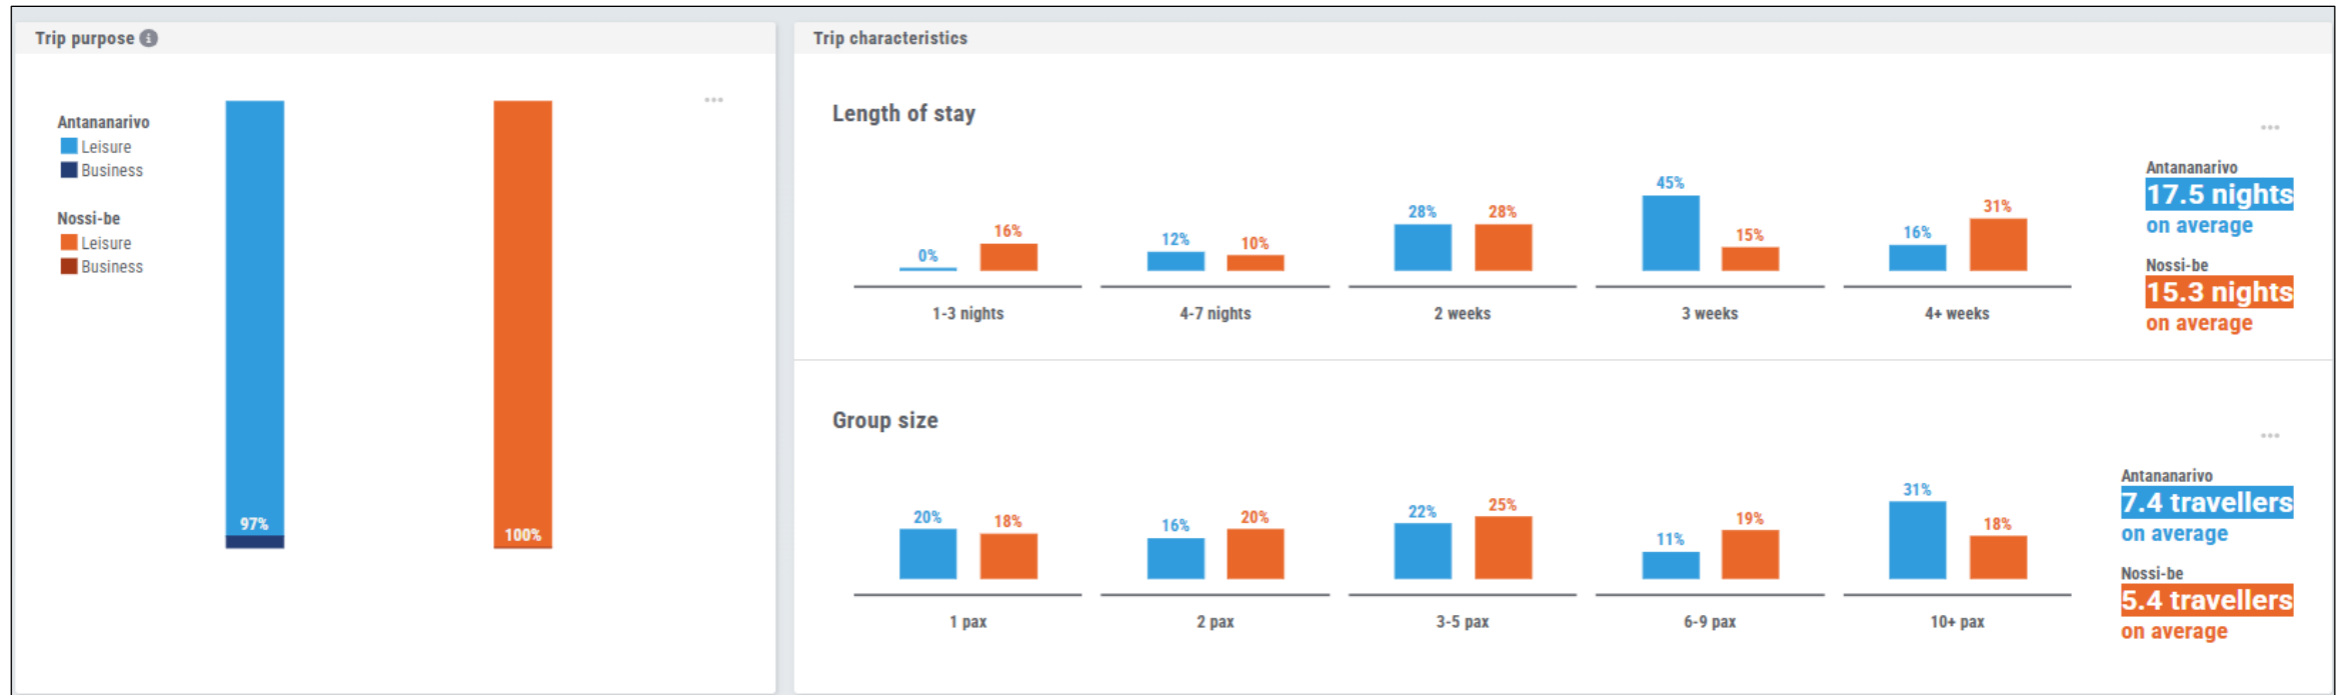 Trip purpose
Antananarivo
Leisure
Business
Nossi-be
Leisure
Business
97%
100%
Trip characteristics
Length of stay
0%
16%
1-3 nights
12%
10%
4-7 nights
28%
28%
2 weeks
45%
15%
3 weeks
16%
31%
4+ weeks
Antananarivo
17.5 nights
on average
Nossi-be
15.3 nights
on average
Group size
20%
18%
1 pax
16%
20%
2 pax
22%
25%
3-5 pax
11%
19%
6-9 pax
31%
18%
10+ pax
Antananarivo
7.4 travellers
on average
Nossi-be
5.4 travellers
on average